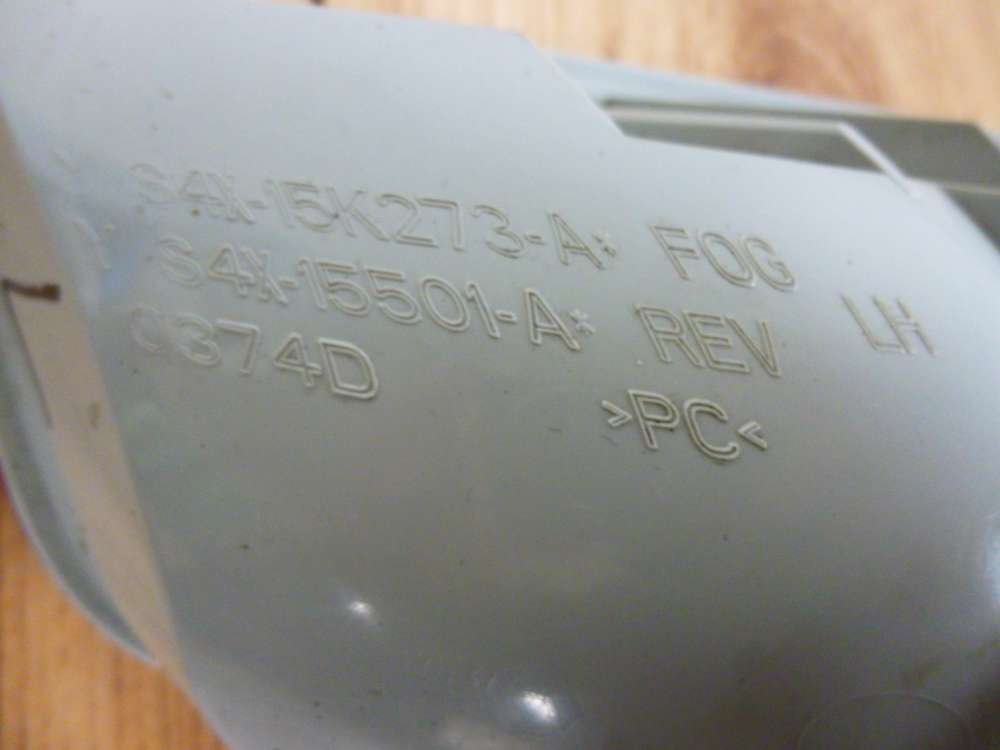 S4X-15K273-A* FOG
S4X-15501-A* REV LH
C374D
>PC<